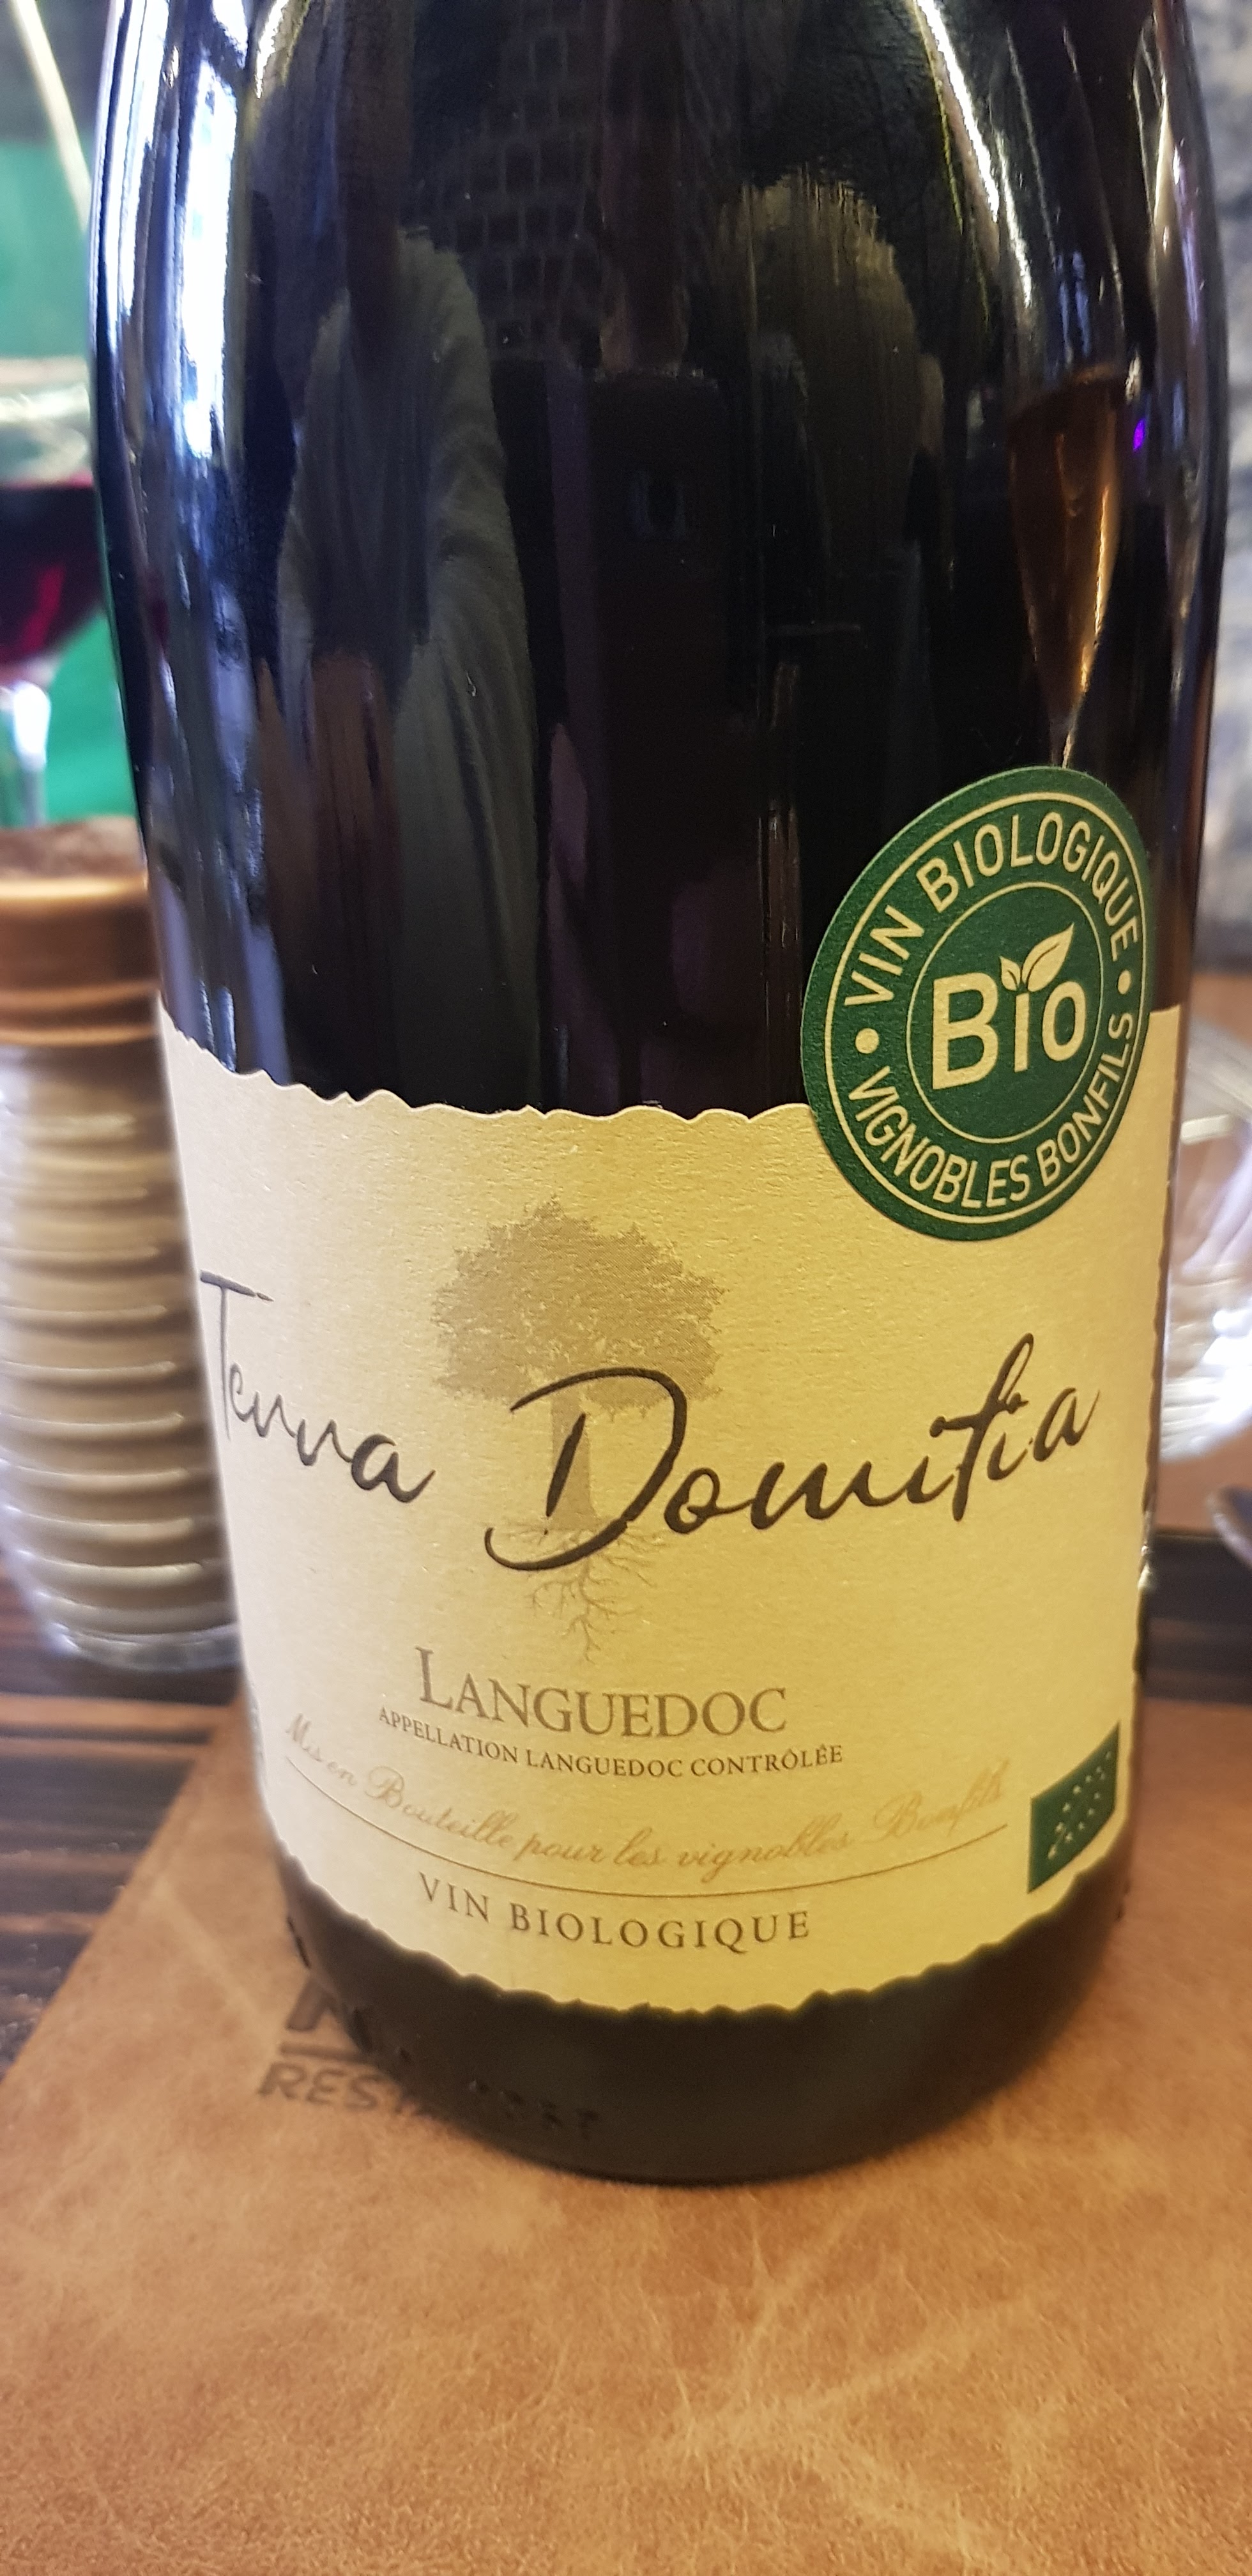 • VIN BIOLOGIQUE •
Bio
VIGNOBLES BONFILS
Terra Domitia
LANGUEDOC
APPELLATION LANGUEDOC CONTRÔLÉE
Mis en Bouteille pour les vignobles Bonfils
VIN BIOLOGIQUE